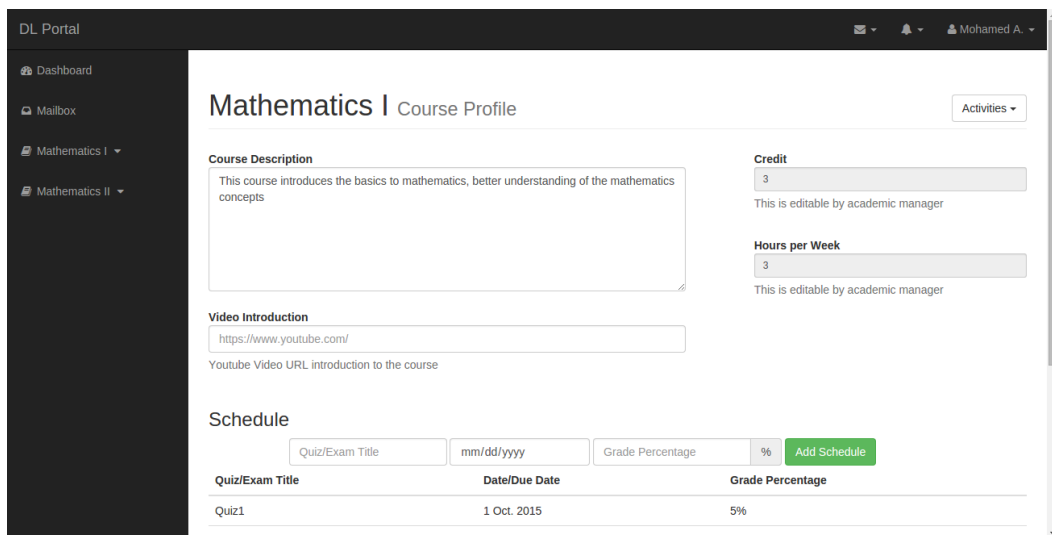 DL Portal
Mohamed A.
Dashboard
Mailbox
Mathematics I
Mathematics II
Mathematics I Course Profile
Activities
Course Description
This course introduces the basics to mathematics, better understanding of the mathematics
concepts
Credit
3
This is editable by academic manager
Hours per Week
3
This is editable by academic manager
Video Introduction
https://www.youtube.com/
Youtube Video URL introduction to the course
Schedule
Quiz/Exam Title mm/dd/yyyy Grade Percentage % Add Schedule
Quiz/Exam Title Date/Due Date Grade Percentage
Quiz1 1 Oct. 2015 5%